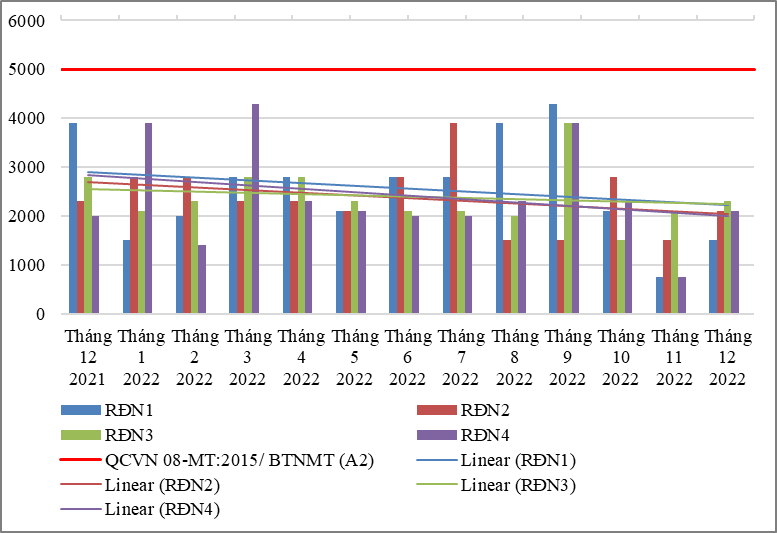 6000
5000
4000
3000
2000
1000
0
Tháng 12 2021
Tháng 1 2022
Tháng 2 2022
Tháng 3 2022
Tháng 4 2022
Tháng 5 2022
Tháng 6 2022
Tháng 7 2022
Tháng 8 2022
Tháng 9 2022
Tháng 10 2022
Tháng 11 2022
Tháng 12 2022
RĐN1
RĐN2
RĐN3
RĐN4
QCVN 08-MT:2015/ BTNMT (A2)
Linear (RĐN1)
Linear (RĐN2)
Linear (RĐN3)
Linear (RĐN4)